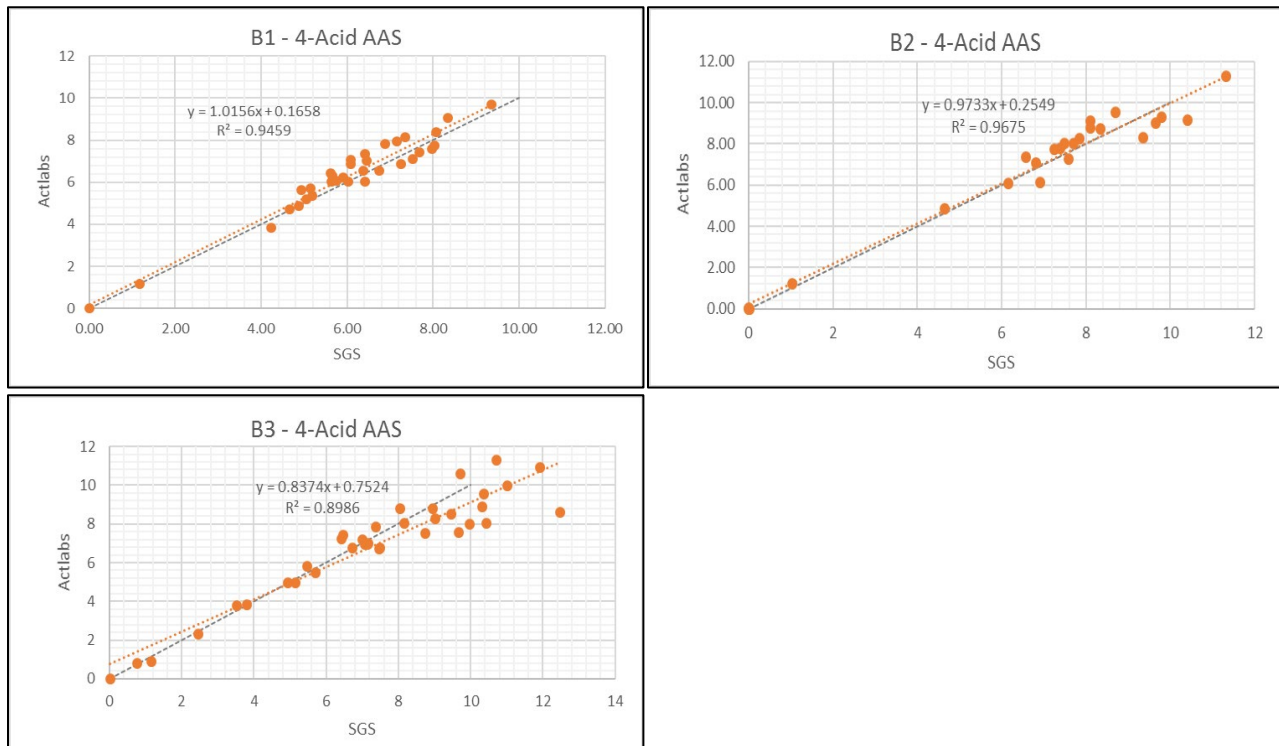 B1 - 4-Acid AAS
12
10
8
6
4
2
0
y = 1.0156x + 0.1658
R² = 0.9459
Actlabs
0.00
2.00
4.00
6.00
8.00
10.00
12.00
SGS
B2 - 4-Acid AAS
12.00
10.00
8.00
6.00
4.00
2.00
0.00
y = 0.9733x + 0.2549
R² = 0.9675
Actlabs
0
2
4
6
8
10
12
SGS
B3 - 4-Acid AAS
12
10
8
6
4
2
0
y = 0.8374x + 0.7524
R² = 0.8986
Actlabs
0
2
4
6
8
10
12
14
SGS